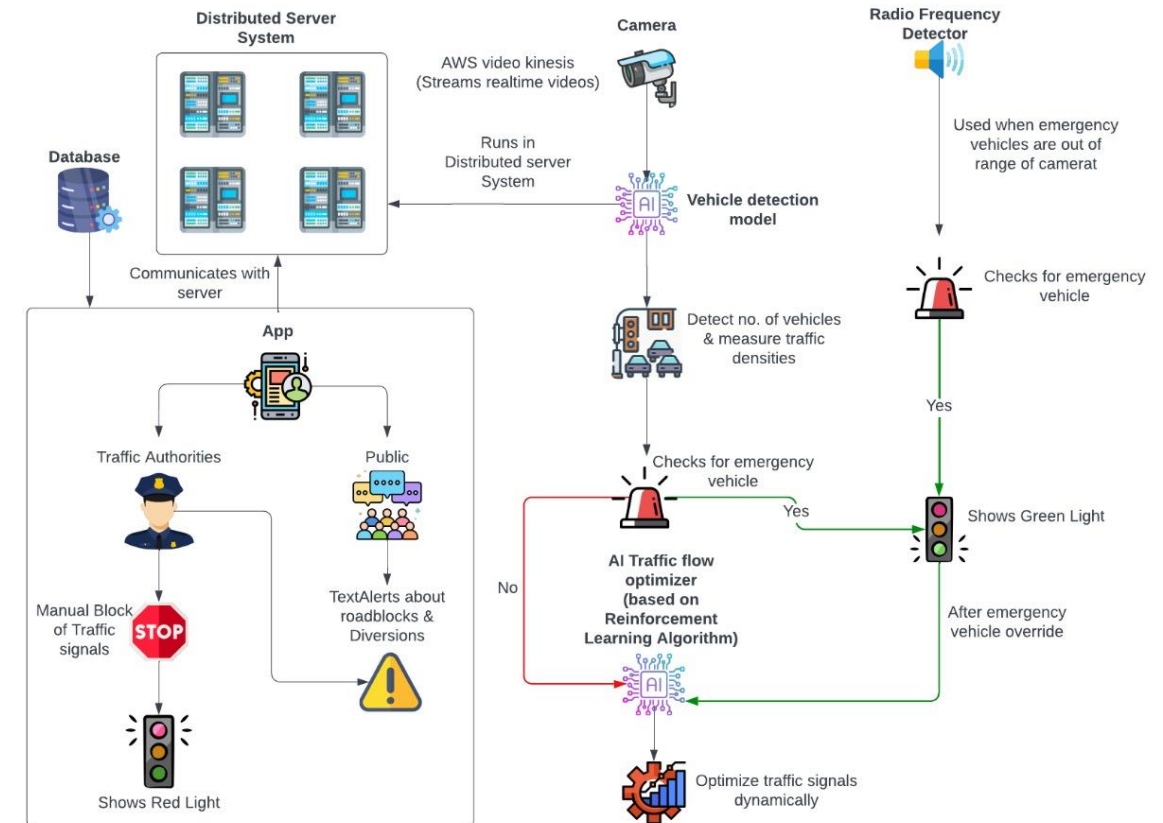 Distributed Server
System
Camera
Radio Frequency
Detector
AWS video kinesis
(Streams realtime videos)
Used when emergency
vehicles are out of
range of camerat
Runs in
Distributed server
System
Database
AI
Vehicle detection
model
Communicates with
server
Checks for emergency
vehicle
App
Detect no. of vehicles
& measure traffic
densities
Yes
Traffic Authorities
Public
Checks for emergency
vehicle
Yes
Shows Green Light
No
AI Traffic flow
optimizer
(based on
Reinforcement
Learning Algorithm)
TextAlerts about
roadblocks &
Diversions
Manual Block
of Traffic
signals
STOP
After emergency
vehicle override
AI
Shows Red Light
Optimize traffic signals
dynamically